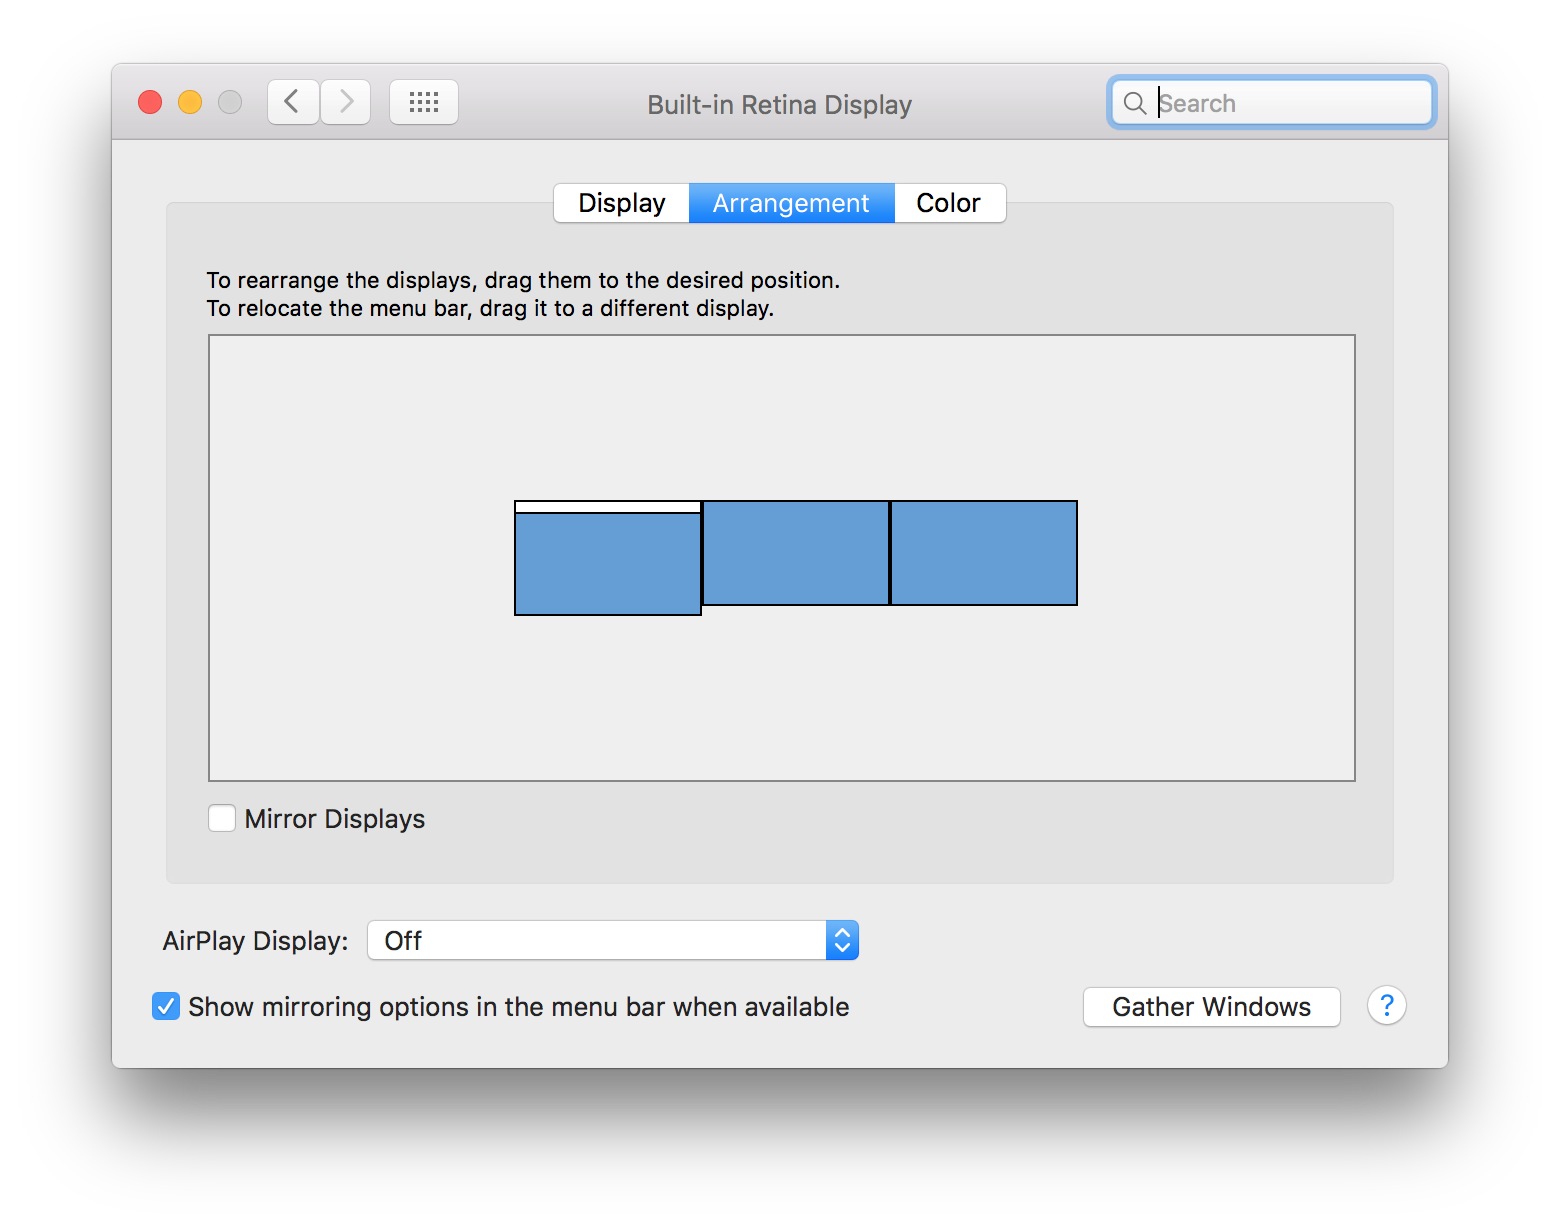 Built-in Retina Display
Search
Display
Arrangement
Color
To rearrange the displays, drag them to the desired position.
To relocate the menu bar, drag it to a different display.
Mirror Displays
AirPlay Display:
Off
Show mirroring options in the menu bar when available
Gather Windows
?